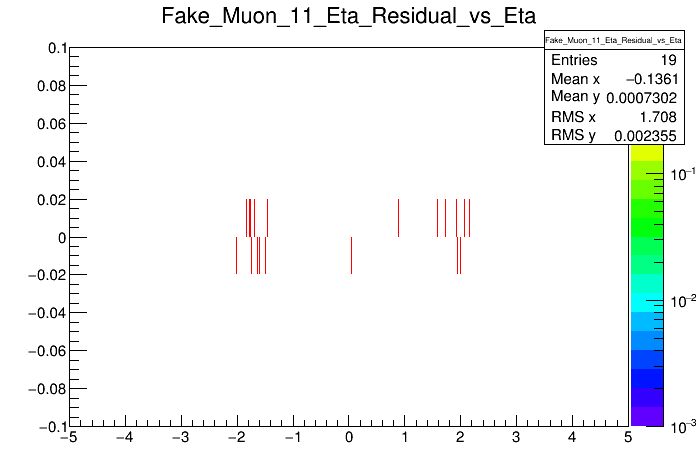 Fake_Muon_11_Eta_Residual_vs_Eta
Fake_Muon_11_Eta_Residual_vs_Eta
Entries 19
Mean x −0.1361
Mean y 0.0007302
RMS x 1.708
RMS y 0.002355
0.1
0.08
0.06
0.04
0.02
0
−0.02
−0.04
−0.06
−0.08
−0.1
−5 −4 −3 −2 −1 0 1 2 3 4 5
10⁻¹
10⁻²
10⁻³